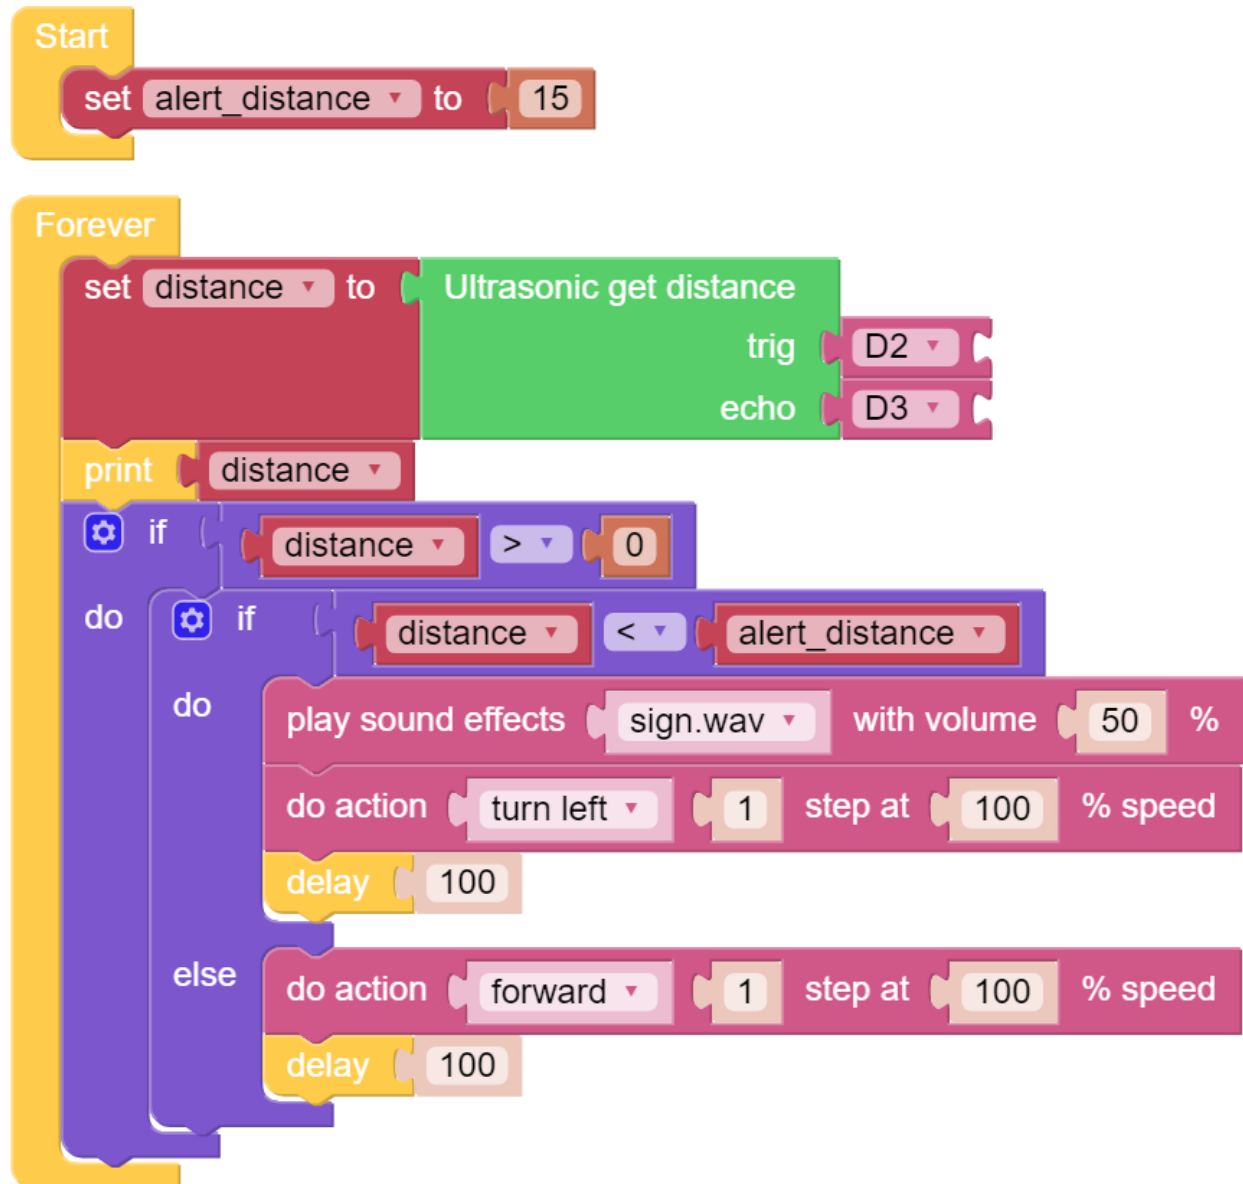 Start
set alert_distance to 15
Forever
set distance to Ultrasonic get distance
trig D2
echo D3
print distance
if distance > 0
do if distance < alert_distance
do play sound effects sign.wav with volume 50 %
do action turn left 1 step at 100 % speed
delay 100
else do action forward 1 step at 100 % speed
delay 100